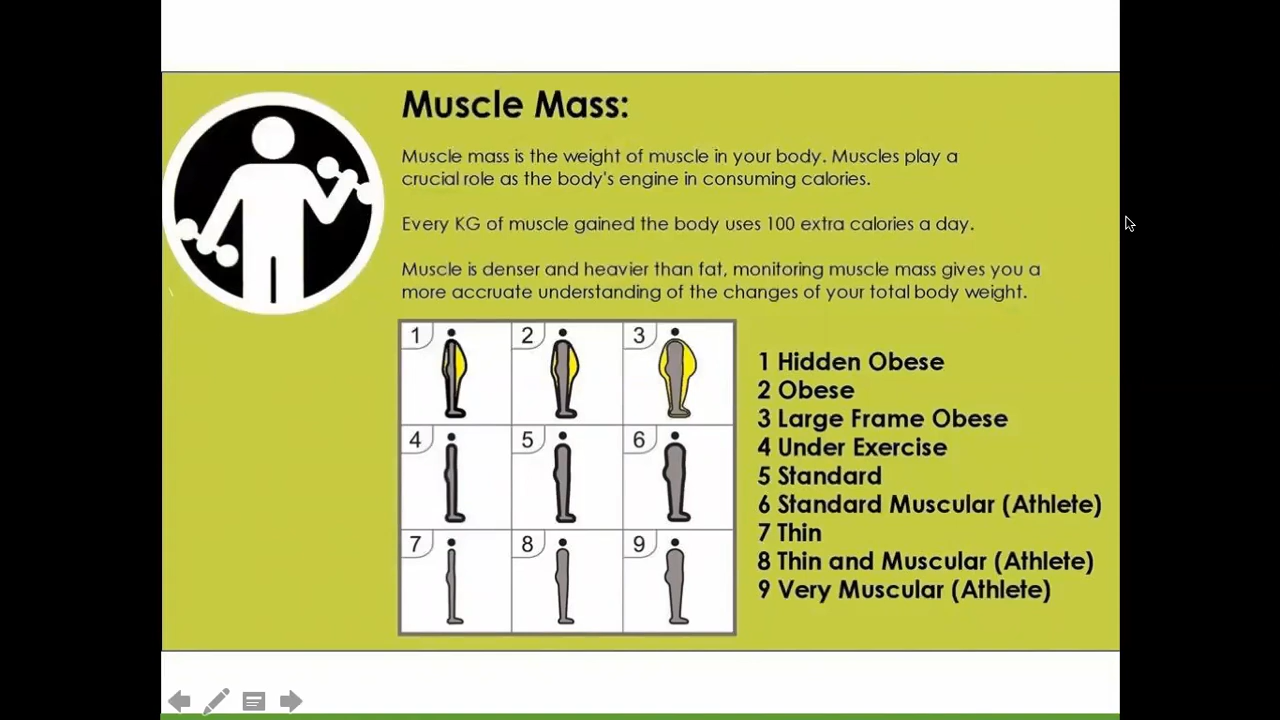 Muscle Mass:
Muscle mass is the weight of muscle in your body. Muscles play a
crucial role as the body's engine in consuming calories.
Every KG of muscle gained the body uses 100 extra calories a day.
Muscle is denser and heavier than fat, monitoring muscle mass gives you a
more accruate understanding of the changes of your total body weight.
1 2 3
4 5 6
7 8 9
1 Hidden Obese
2 Obese
3 Large Frame Obese
4 Under Exercise
5 Standard
6 Standard Muscular (Athlete)
7 Thin
8 Thin and Muscular (Athlete)
9 Very Muscular (Athlete)